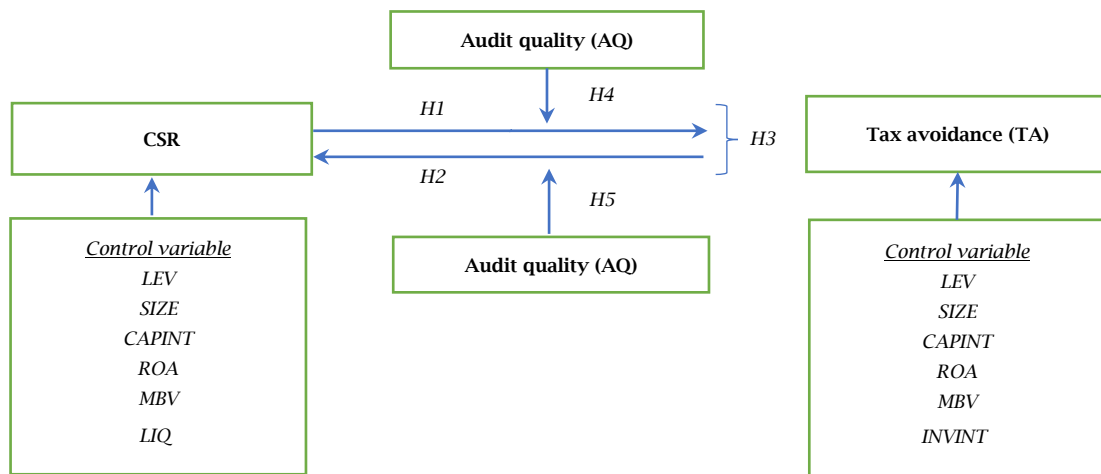 Audit quality (AQ)
H1
H4
CSR
H3
Tax avoidance (TA)
H2
H5
Audit quality (AQ)
Control variable
LEV
SIZE
CAPINT
ROA
MBV
LIQ
Control variable
LEV
SIZE
CAPINT
ROA
MBV
INVINT